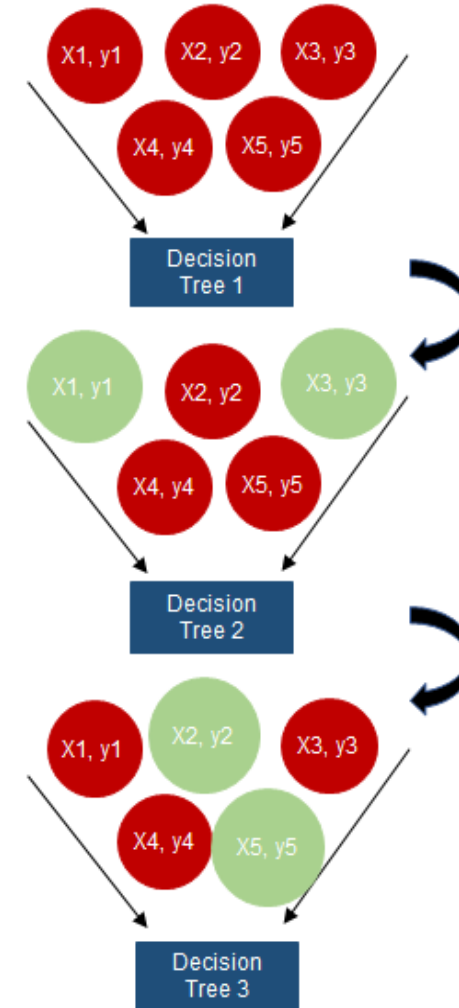 X1, y1
X2, y2
X3, y3
X4, y4
X5, y5
Decision
Tree 1
X1, y1
X2, y2
X3, y3
X4, y4
X5, y5
Decision
Tree 2
X1, y1
X2, y2
X3, y3
X4, y4
X5, y5
Decision
Tree 3